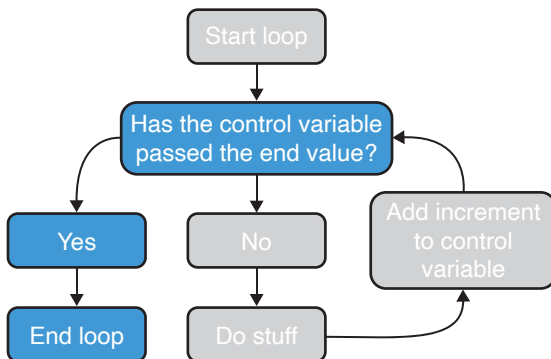 Start loop
Has the control variable
passed the end value?
Yes
No
Add increment
to control
variable
End loop
Do stuff